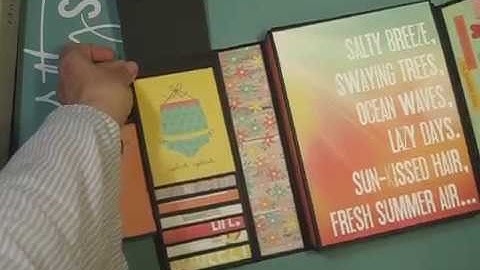 SALTY BREEZE,
SWAYING TREES,
OCEAN WAVES,
LAZY DAYS.
SUN-KISSED HAIR,
FRESH SUMMER AIR...